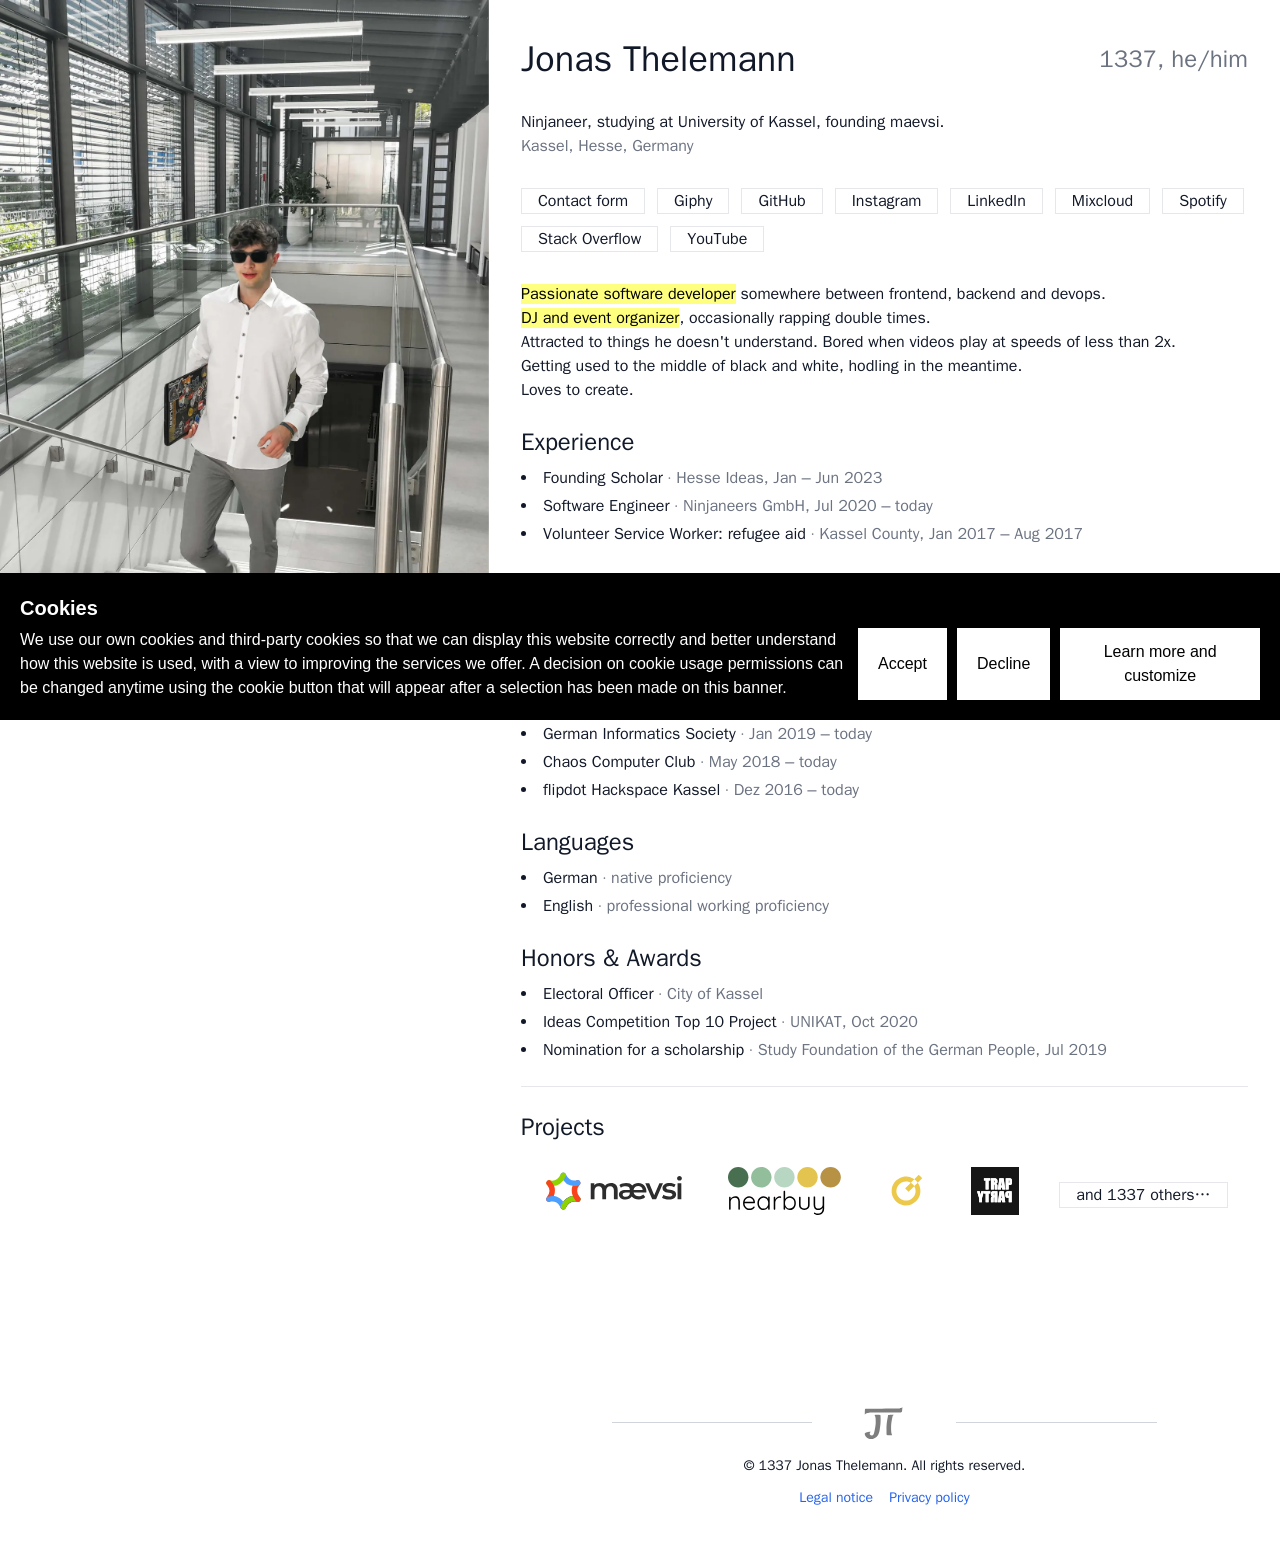 Jonas Thelemann
1337, he/him
Ninjaneer, studying at University of Kassel, founding maevsi.
Kassel, Hesse, Germany
Contact form Giphy GitHub Instagram LinkedIn Mixcloud Spotify
Stack Overflow YouTube
Passionate software developer somewhere between frontend, backend and devops.
DJ and event organizer, occasionally rapping double times.
Attracted to things he doesn't understand. Bored when videos play at speeds of less than 2x.
Getting used to the middle of black and white, hodling in the meantime.
Loves to create.
Experience
• Founding Scholar · Hesse Ideas, Jan – Jun 2023
• Software Engineer · Ninjaneers GmbH, Jul 2020 – today
• Volunteer Service Worker: refugee aid · Kassel County, Jan 2017 – Aug 2017
Cookies
We use our own cookies and third-party cookies so that we can display this website correctly and better understand
how this website is used, with a view to improving the services we offer. A decision on cookie usage permissions can
be changed anytime using the cookie button that will appear after a selection has been made on this banner.
Accept
Decline
Learn more and
customize
• German Informatics Society · Jan 2019 – today
• Chaos Computer Club · May 2018 – today
• flipdot Hackspace Kassel · Dez 2016 – today
Languages
• German · native proficiency
• English · professional working proficiency
Honors & Awards
• Electoral Officer · City of Kassel
• Ideas Competition Top 10 Project · UNIKAT, Oct 2020
• Nomination for a scholarship · Study Foundation of the German People, Jul 2019
Projects
mævsi
nearbuy
TRAP
PARTY
and 1337 others···
JT
© 1337 Jonas Thelemann. All rights reserved.
Legal notice Privacy policy